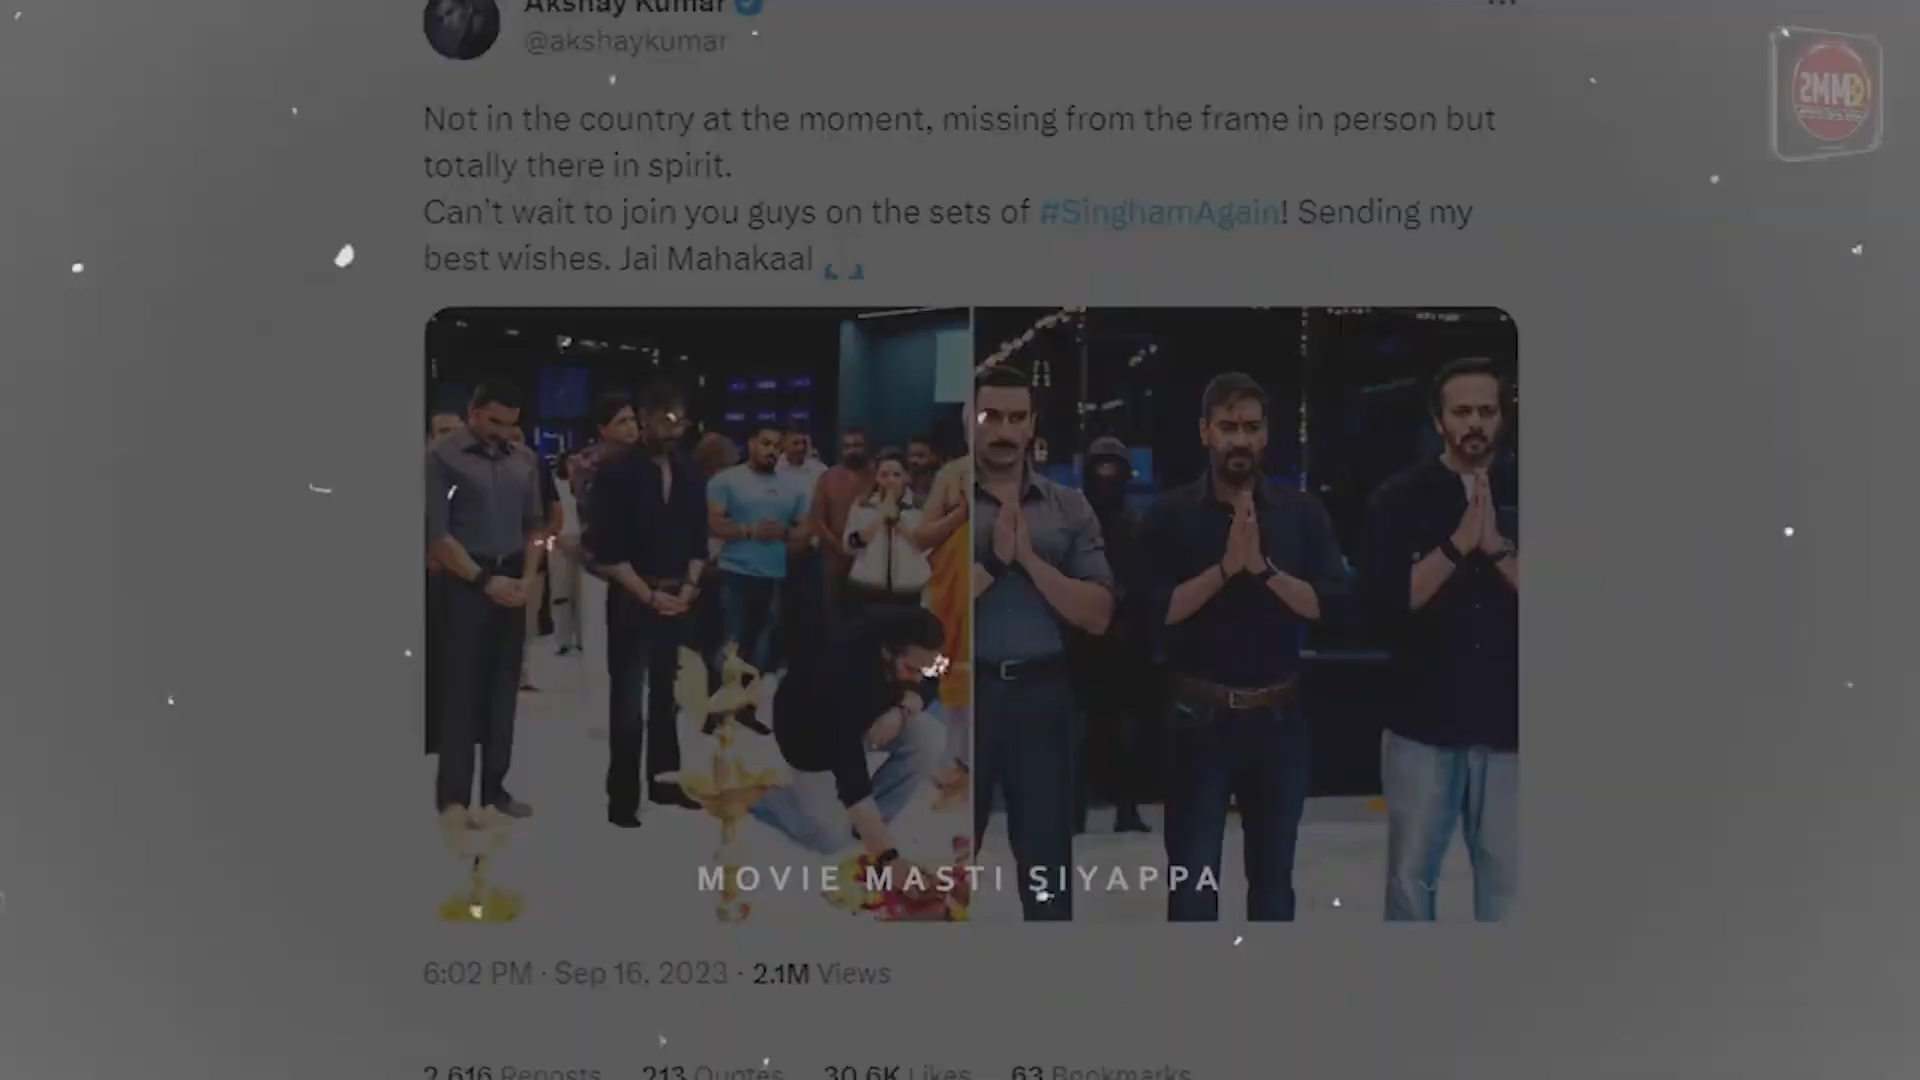 Akshay Kumar
@akshaykumar
Not in the country at the moment, missing from the frame in person but
totally there in spirit.
Can't wait to join you guys on the sets of #SinghamAgain! Sending my
best wishes. Jai Mahakaal
MOVIE MASTI SIYAPPA
6:02 PM · Sep 16, 2023 · 2.1M Views
2,616 Reposts 213 Quotes 30.6K Likes 63 Bookmarks